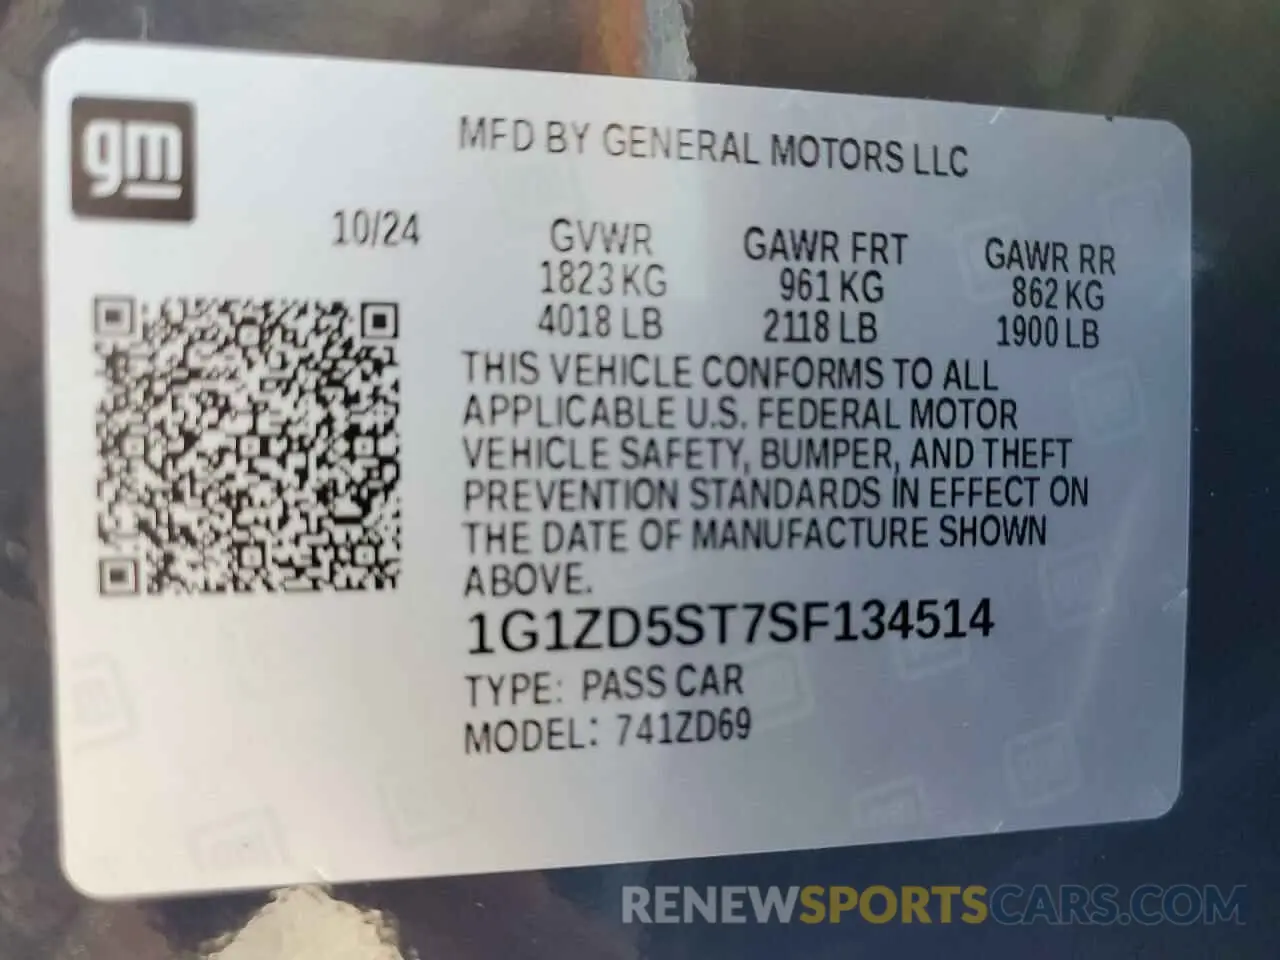 gm
MFD BY GENERAL MOTORS LLC
10/24 GVWR GAWR FRT GAWR RR
1823 KG 961 KG 862 KG
4018 LB 2118 LB 1900 LB
THIS VEHICLE CONFORMS TO ALL
APPLICABLE U.S. FEDERAL MOTOR
VEHICLE SAFETY, BUMPER, AND THEFT
PREVENTION STANDARDS IN EFFECT ON
THE DATE OF MANUFACTURE SHOWN
ABOVE.
1G1ZD5ST7SF134514
TYPE: PASS CAR
MODEL: 741ZD69
RENEWSPORTSCARS.COM